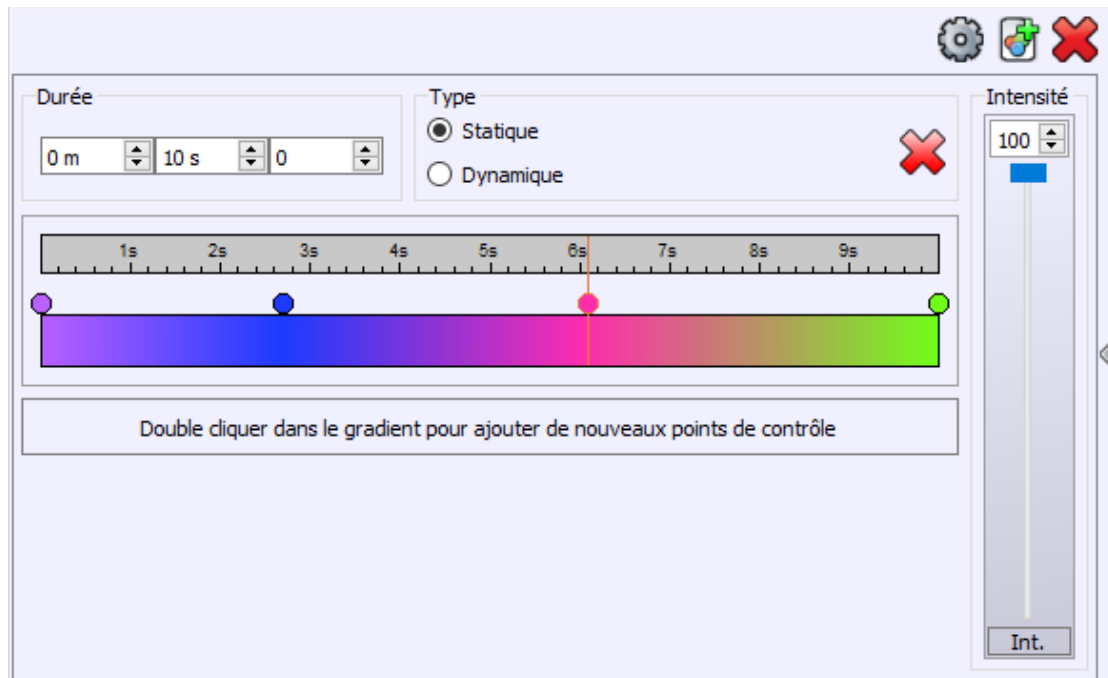 Durée
Type
Intensité
0 m 10 s 0
Statique
Dynamique
100
1s 2s 3s 4s 5s 6s 7s 8s 9s
Double cliquer dans le gradient pour ajouter de nouveaux points de contrôle
Int.